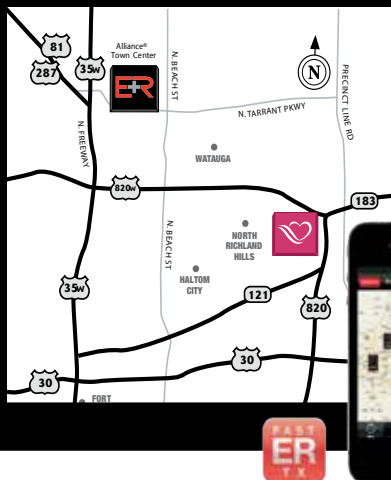 81
287
35W
Alliance®
Town Center
E+R
N. BEACH ST
N
PRECINCT LINE RD
N. FREEWAY
N. TARRANT PKWY
WATAUGA
820W
183
N. BEACH ST
NORTH
RICHLAND
HILLS
HALTOM
CITY
35W
121
820
30
30
FORT
FAST
ER
TX